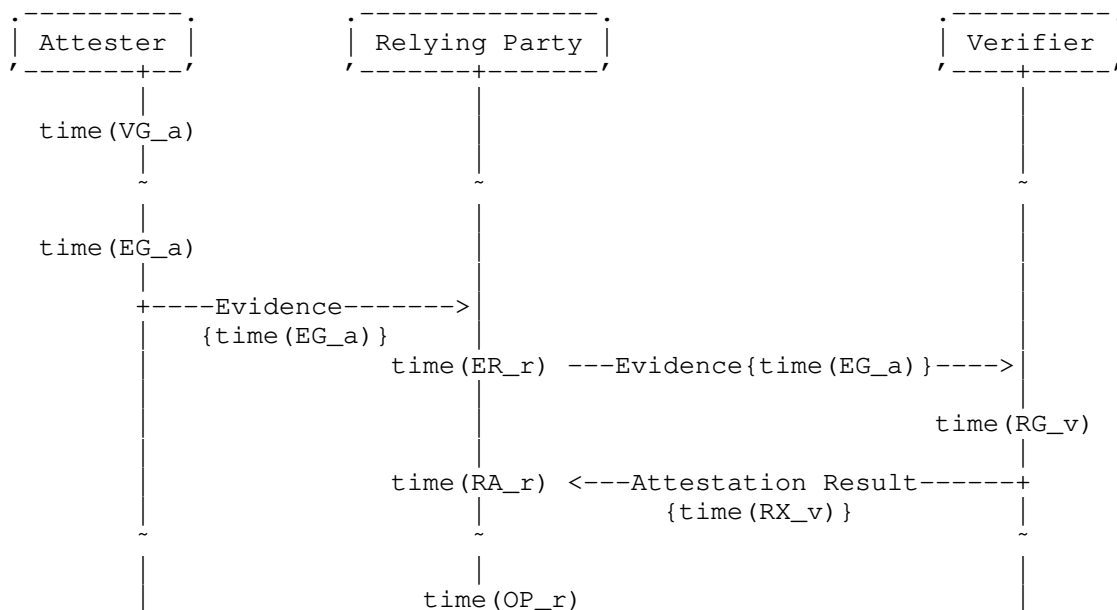 Attester Relying Party Verifier
time(VG_a)
~ ~ ~
time(EG_a)
+----Evidence------->
{time(EG_a)}
time(ER_r) ---Evidence{time(EG_a)}---->
time(RG_v)
time(RA_r) <---Attestation Result------+
{time(RX_v)}
~ ~ ~
time(OP_r)